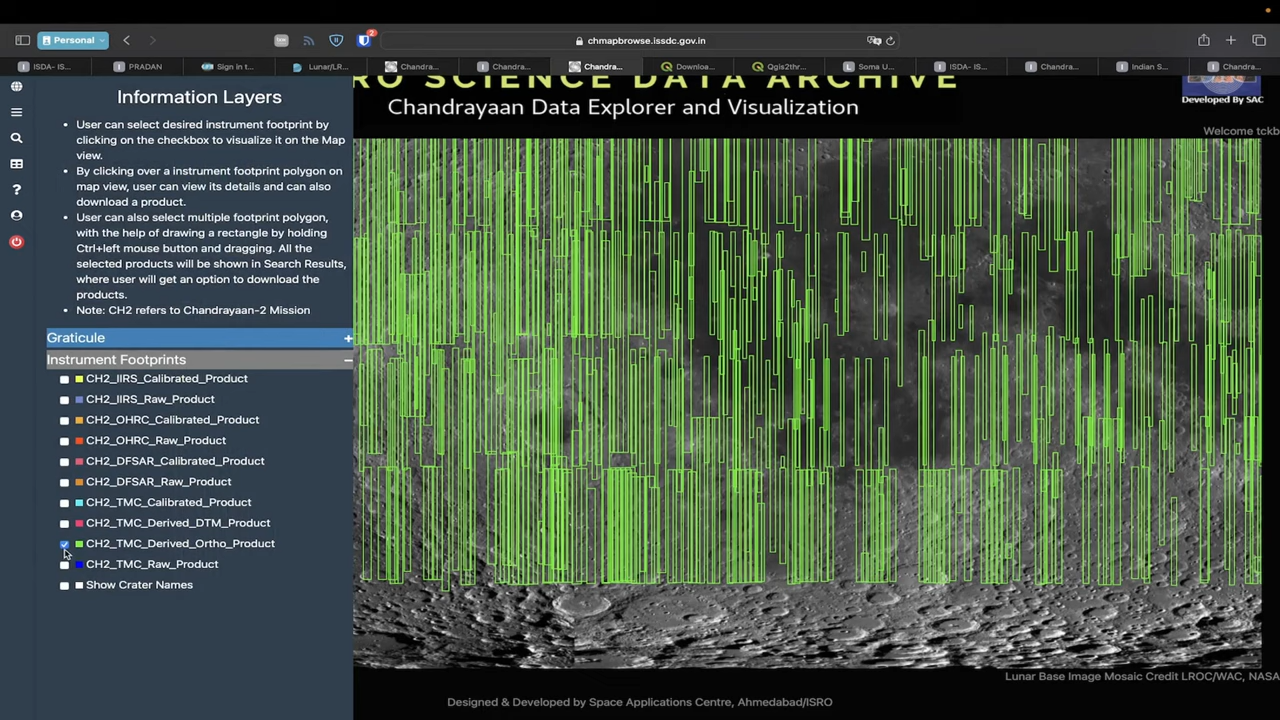 Personal
2
chmapbrowse.issdc.gov.in
ISDA- IS...
PRADAN
Sign In t...
Lunar/LR...
Chandra...
Chandra...
Chandra...
Downloa...
Qgis2thr...
Soma U...
ISDA- IS...
Chandra...
Indian S...
Chandra...
RO SCIENCE DATA ARCHIVE
Chandrayaan Data Explorer and Visualization
Developed By SAC
Welcome tckb
Information Layers
User can select desired instrument footprint by
clicking on the checkbox to visualize it on the Map
view.
By clicking over a instrument footprint polygon on
map view, user can view its details and can also
download a product.
User can also select multiple footprint polygon,
with the help of drawing a rectangle by holding
Ctrl+left mouse button and dragging. All the
selected products will be shown in Search Results,
where user will get an option to download the
products.
Note: CH2 refers to Chandrayaan-2 Mission
Graticule +
Instrument Footprints −
CH2_IIRS_Calibrated_Product
CH2_IIRS_Raw_Product
CH2_OHRC_Calibrated_Product
CH2_OHRC_Raw_Product
CH2_DFSAR_Calibrated_Product
CH2_DFSAR_Raw_Product
CH2_TMC_Calibrated_Product
CH2_TMC_Derived_DTM_Product
CH2_TMC_Derived_Ortho_Product
CH2_TMC_Raw_Product
Show Crater Names
Lunar Base Image Mosaic Credit LROC/WAC, NASA
Designed & Developed by Space Applications Centre, Ahmedabad/ISRO